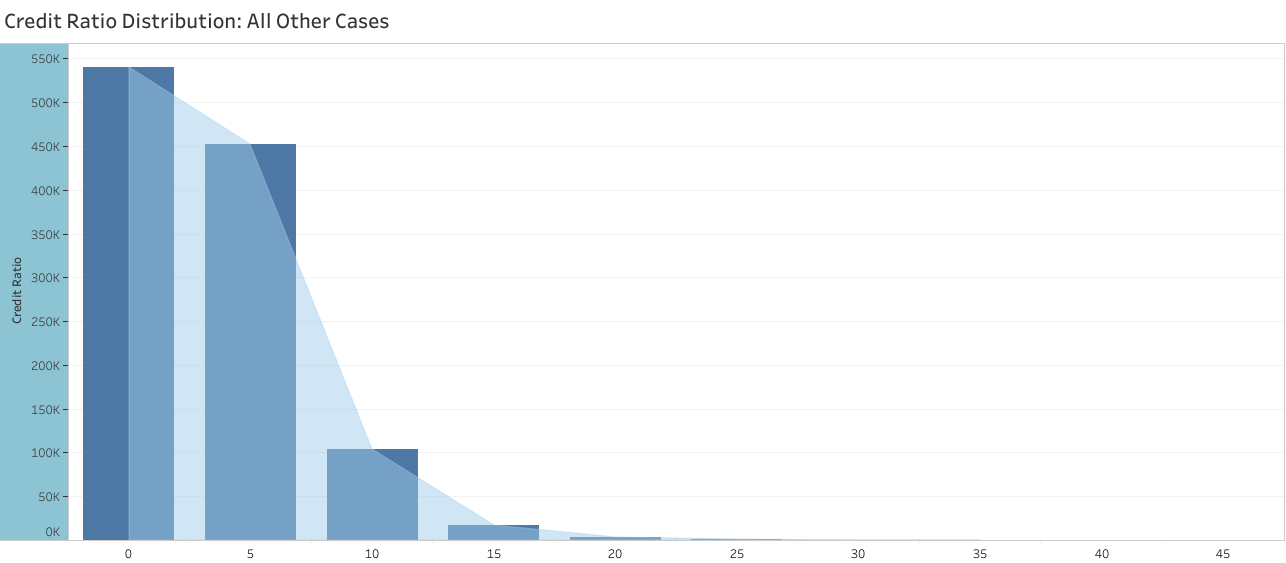 Credit Ratio Distribution: All Other Cases
550K
500K
450K
400K
350K
300K
250K
200K
150K
100K
50K
0K
Credit Ratio
0 5 10 15 20 25 30 35 40 45